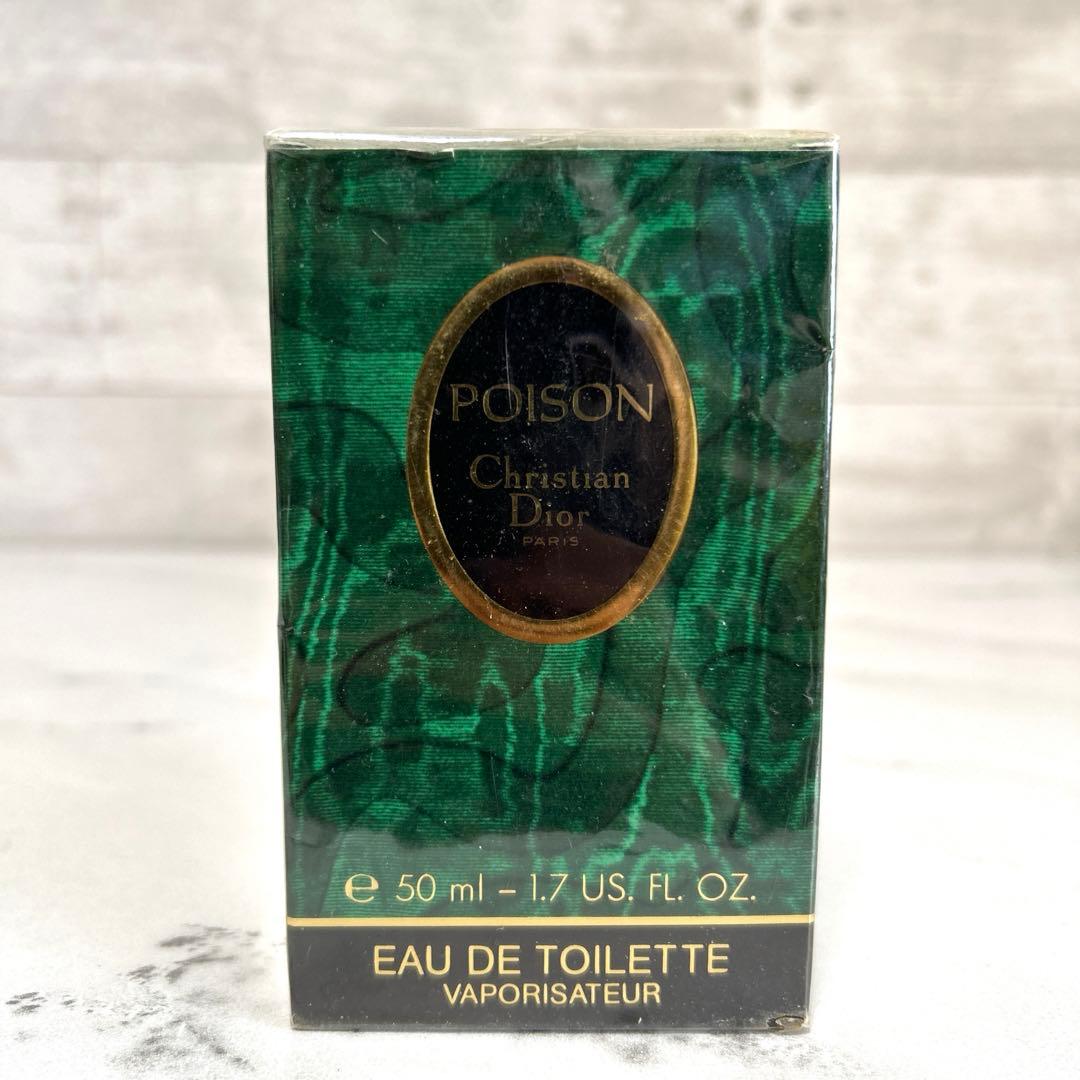 POISON
Christian
Dior
PARIS
℮ 50 ml – 1.7 US. FL. OZ.
EAU DE TOILETTE
VAPORISATEUR